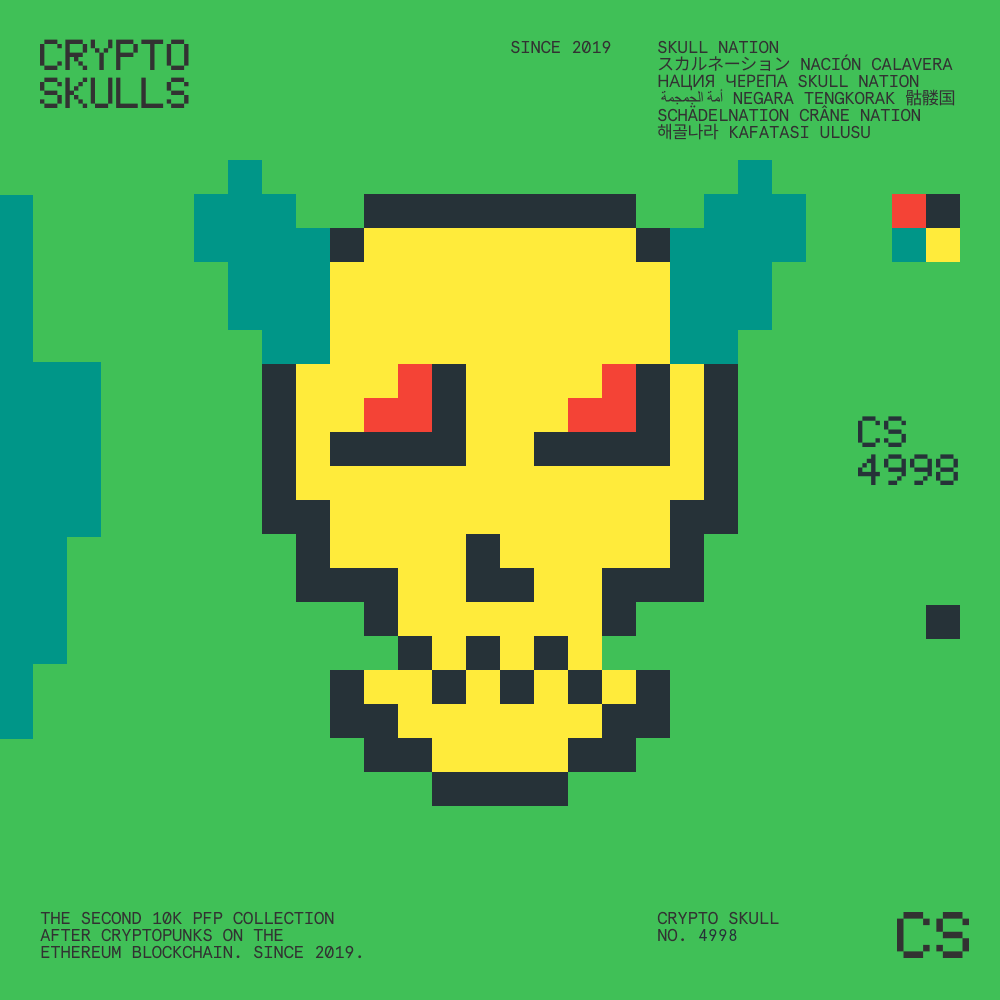 CRYPTO
SKULLS
SINCE 2019
SKULL NATION
スカルネーション NACIÓN CALAVERA
НАЦИЯ ЧЕРЕПА SKULL NATION
أمة الجمجمة NEGARA TENGKORAK 骷髅国
SCHÄDELNATION CRÂNE NATION
해골나라 KAFATASI ULUSU
CS
4998
THE SECOND 10K PFP COLLECTION
AFTER CRYPTOPUNKS ON THE
ETHEREUM BLOCKCHAIN. SINCE 2019.
CRYPTO SKULL
NO. 4998
CS